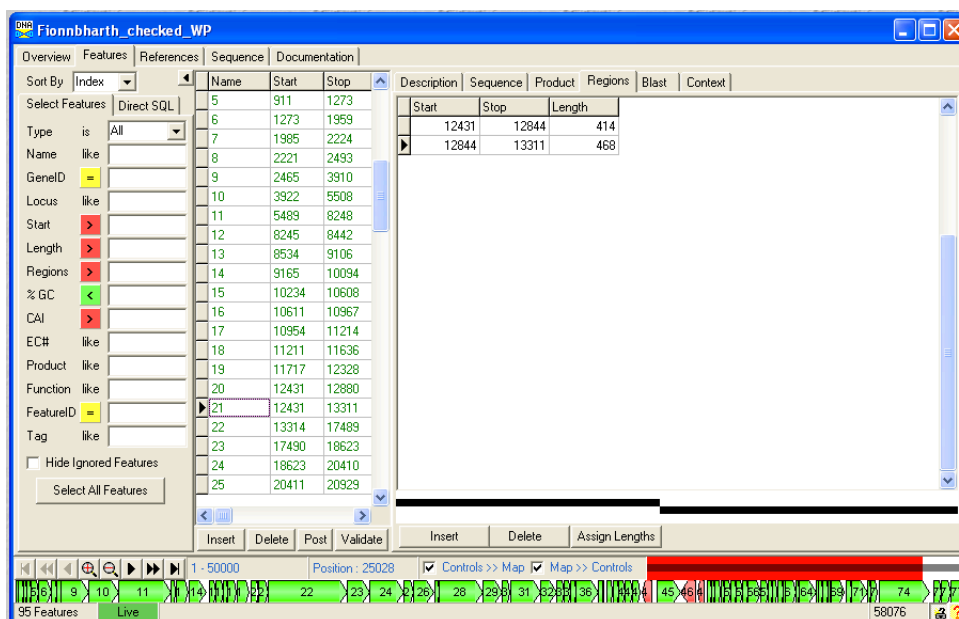 Fionnbharth_checked_WP
Overview Features References Sequence Documentation
Sort By Index
Select Features Direct SQL
Type is All
Name like
GeneID =
Locus like
Start >
Length >
Regions >
% GC <
CAI >
EC# like
Product like
Function like
FeatureID =
Tag like
Hide Ignored Features
Select All Features
Name Start Stop
5 911 1273
6 1273 1959
7 1985 2224
8 2221 2493
9 2465 3910
10 3922 5508
11 5489 8248
12 8245 8442
13 8534 9106
14 9165 10094
15 10234 10608
16 10611 10967
17 10954 11214
18 11211 11636
19 11717 12328
20 12431 12880
21 12431 13311
22 13314 17489
23 17490 18623
24 18623 20410
25 20411 20929
Insert Delete Post Validate
Description Sequence Product Regions Blast Context
Start Stop Length
12431 12844 414
12844 13311 468
Insert Delete Assign Lengths
1 - 50000 Position : 25028 Controls >> Map Map >> Controls
9 10 11 14 22 23 24 26 28 31 36 45 74
95 Features Live 58076